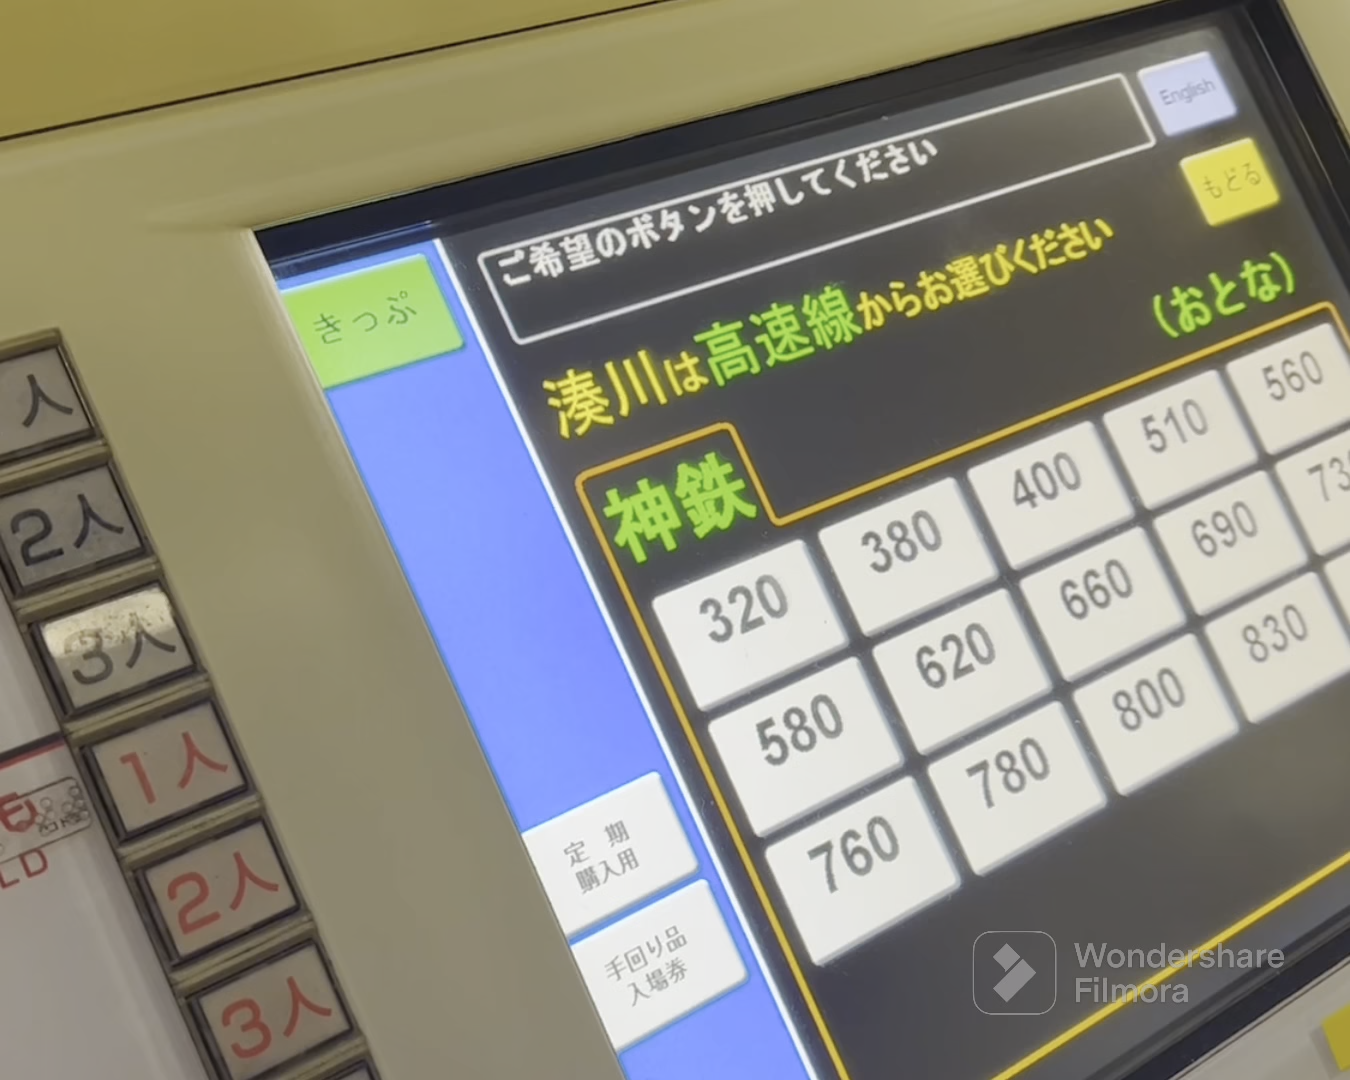 English
ご希望のボタンを押してください
もどる
きっぷ
湊川は高速線からお選びください
(おとな)
神鉄
320 380 400 510 560
580 620 660 690
760 780 800 830
定期
購入用
手回り品
入場券
人
2人
3人
1人
2人
3人
LD
Wondershare
Filmora